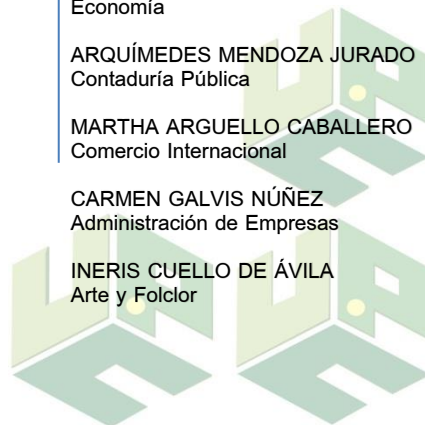 Economía
ARQUÍMEDES MENDOZA JURADO
Contaduría Pública
MARTHA ARGUELLO CABALLERO
Comercio Internacional
CARMEN GALVIS NÚÑEZ
Administración de Empresas
INERIS CUELLO DE ÁVILA
Arte y Folclor